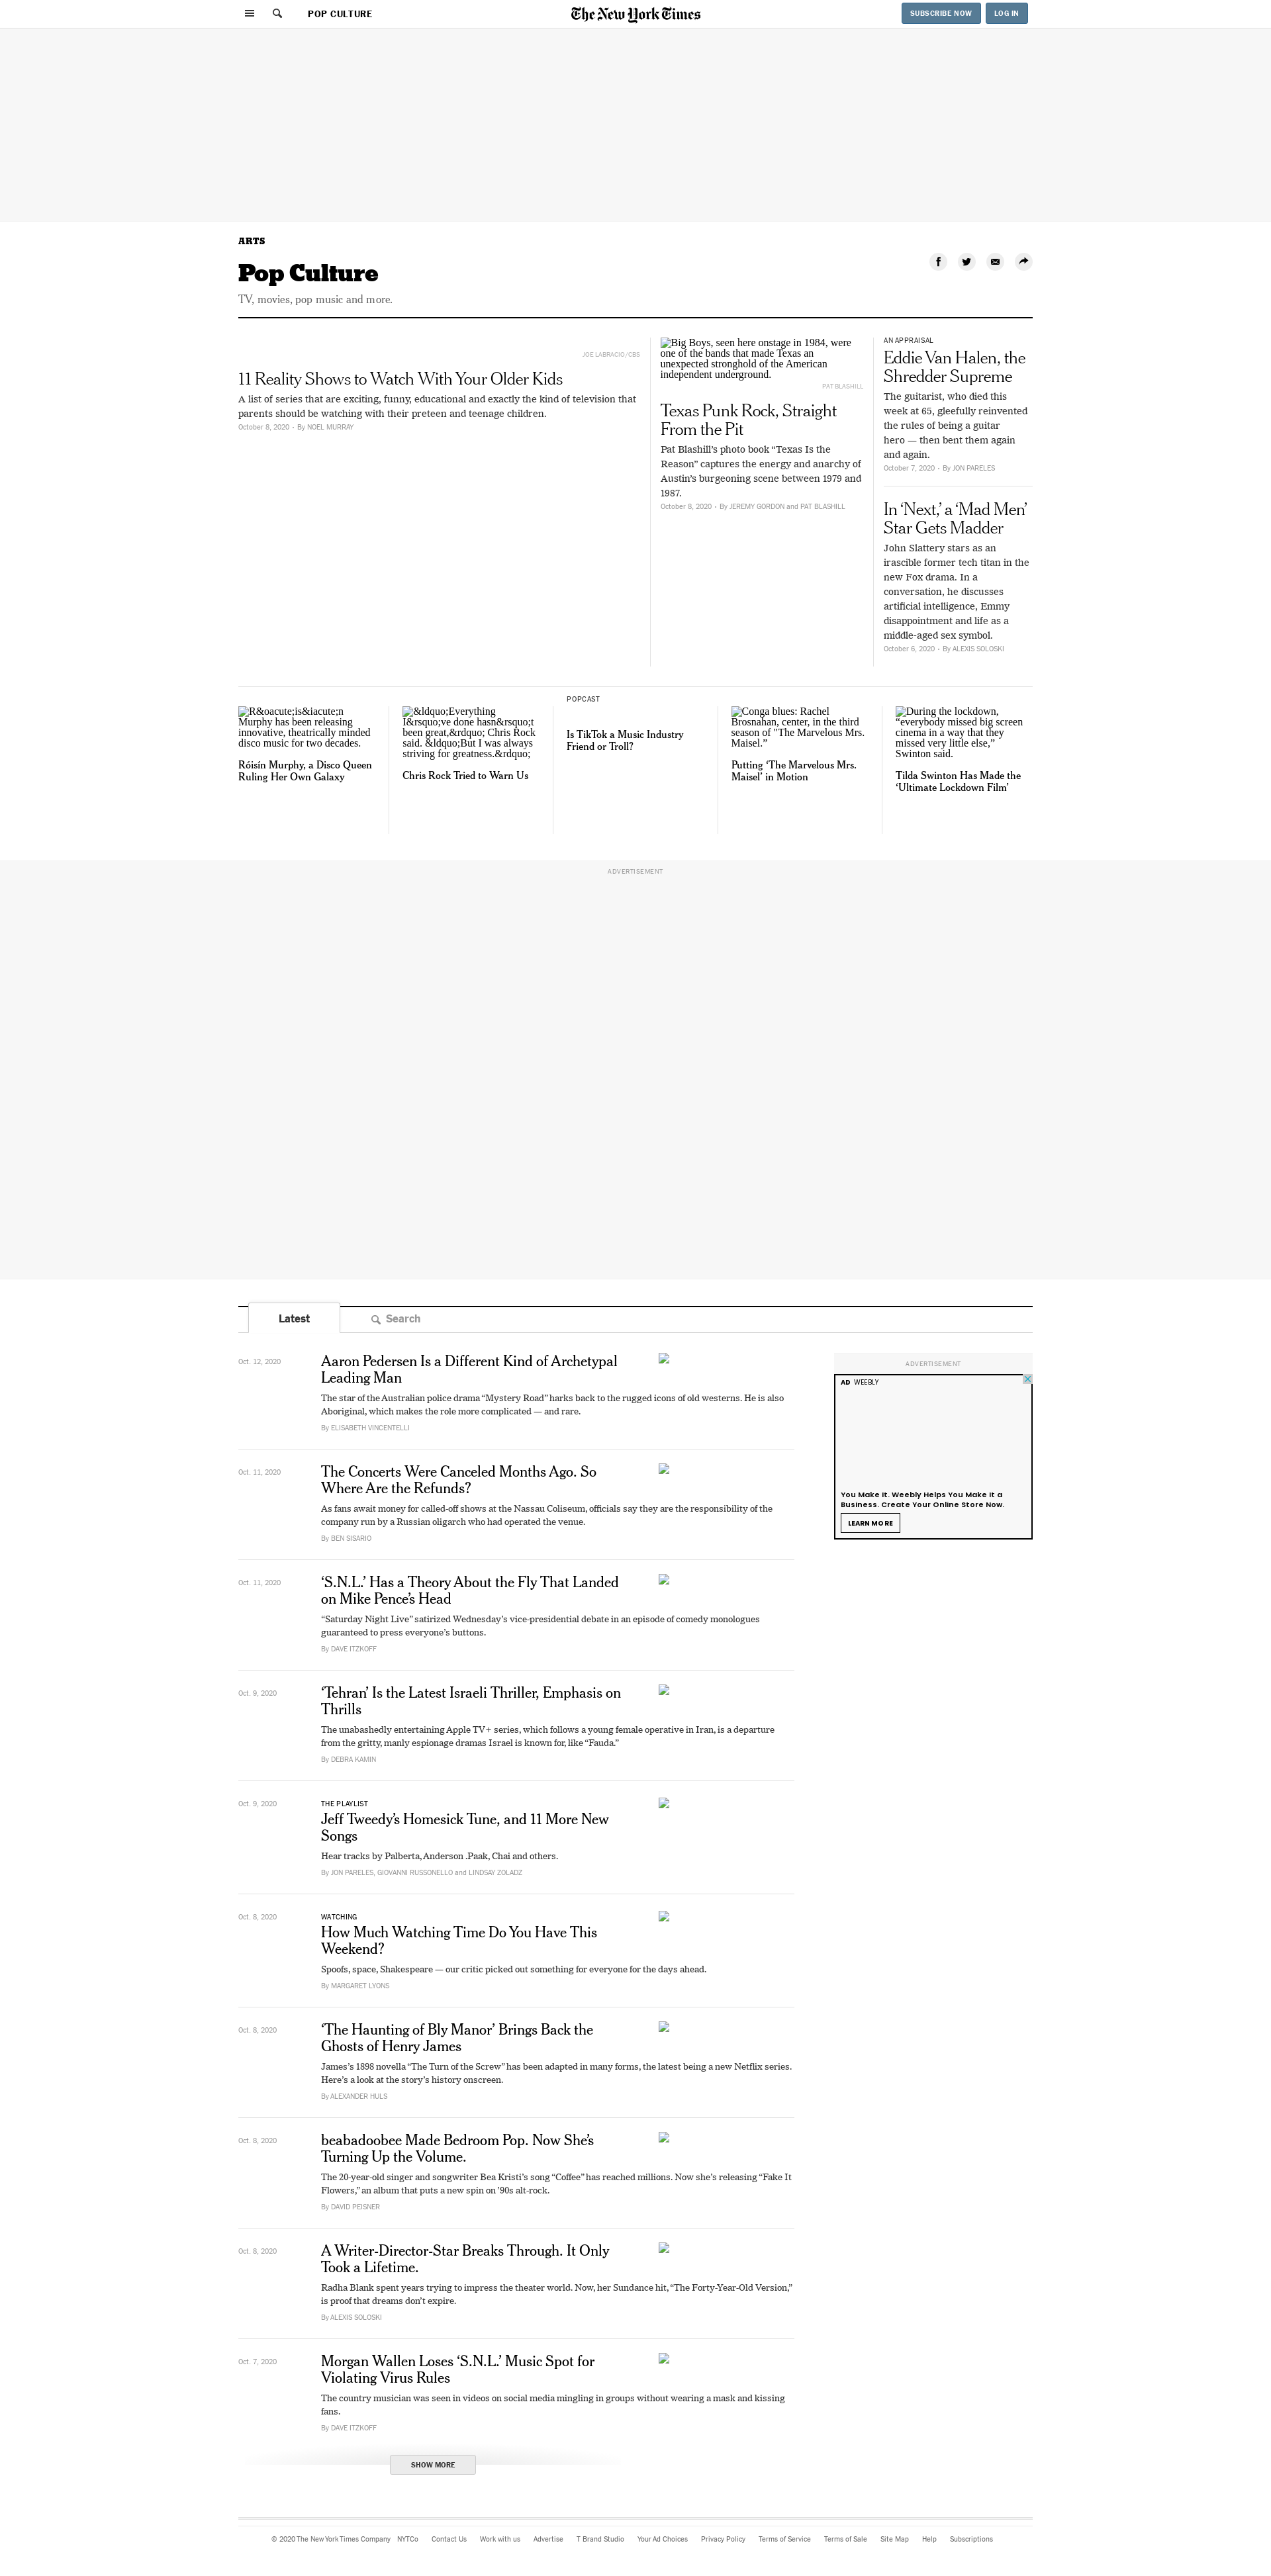 POP CULTURE
The New York Times
SUBSCRIBE NOW
LOG IN
ARTS
Pop Culture
TV, movies, pop music and more.
JOE LABRACIO/CBS
11 Reality Shows to Watch With Your Older Kids
A list of series that are exciting, funny, educational and exactly the kind of television that
parents should be watching with their preteen and teenage children.
October 8, 2020 • By NOEL MURRAY
Big Boys, seen here onstage in 1984, were
one of the bands that made Texas an
unexpected stronghold of the American
independent underground.
PAT BLASHILL
Texas Punk Rock, Straight
From the Pit
Pat Blashill’s photo book “Texas Is the
Reason” captures the energy and anarchy of
Austin’s burgeoning scene between 1979 and
1987.
October 8, 2020 • By JEREMY GORDON and PAT BLASHILL
AN APPRAISAL
Eddie Van Halen, the
Shredder Supreme
The guitarist, who died this
week at 65, gleefully reinvented
the rules of being a guitar
hero — then bent them again
and again.
October 7, 2020 • By JON PARELES
In ‘Next,’ a ‘Mad Men’
Star Gets Madder
John Slattery stars as an
irascible former tech titan in the
new Fox drama. In a
conversation, he discusses
artificial intelligence, Emmy
disappointment and life as a
middle-aged sex symbol.
October 6, 2020 • By ALEXIS SOLOSKI
R&oacute;is&iacute;n
Murphy has been releasing
innovative, theatrically minded
disco music for two decades.
Róisín Murphy, a Disco Queen
Ruling Her Own Galaxy
&ldquo;Everything
I&rsquo;ve done hasn&rsquo;t
been great,&rdquo; Chris Rock
said. &ldquo;But I was always
striving for greatness.&rdquo;
Chris Rock Tried to Warn Us
POPCAST
Is TikTok a Music Industry
Friend or Troll?
Conga blues: Rachel
Brosnahan, center, in the third
season of "The Marvelous Mrs.
Maisel.”
Putting ‘The Marvelous Mrs.
Maisel’ in Motion
During the lockdown,
“everybody missed big screen
cinema in a way that they
missed very little else,”
Swinton said.
Tilda Swinton Has Made the
‘Ultimate Lockdown Film’
ADVERTISEMENT
Latest
Search
Oct. 12, 2020
Aaron Pedersen Is a Different Kind of Archetypal
Leading Man
The star of the Australian police drama “Mystery Road” harks back to the rugged icons of old westerns. He is also
Aboriginal, which makes the role more complicated — and rare.
By ELISABETH VINCENTELLI
ADVERTISEMENT
AD WEEBLY
You Make It. Weebly Helps You Make it a
Business. Create Your Online Store Now.
LEARN MORE
Oct. 11, 2020
The Concerts Were Canceled Months Ago. So
Where Are the Refunds?
As fans await money for called-off shows at the Nassau Coliseum, officials say they are the responsibility of the
company run by a Russian oligarch who had operated the venue.
By BEN SISARIO
Oct. 11, 2020
‘S.N.L.’ Has a Theory About the Fly That Landed
on Mike Pence’s Head
“Saturday Night Live” satirized Wednesday’s vice-presidential debate in an episode of comedy monologues
guaranteed to press everyone’s buttons.
By DAVE ITZKOFF
Oct. 9, 2020
‘Tehran’ Is the Latest Israeli Thriller, Emphasis on
Thrills
The unabashedly entertaining Apple TV+ series, which follows a young female operative in Iran, is a departure
from the gritty, manly espionage dramas Israel is known for, like “Fauda.”
By DEBRA KAMIN
Oct. 9, 2020
THE PLAYLIST
Jeff Tweedy’s Homesick Tune, and 11 More New
Songs
Hear tracks by Palberta, Anderson .Paak, Chai and others.
By JON PARELES, GIOVANNI RUSSONELLO and LINDSAY ZOLADZ
Oct. 8, 2020
WATCHING
How Much Watching Time Do You Have This
Weekend?
Spoofs, space, Shakespeare — our critic picked out something for everyone for the days ahead.
By MARGARET LYONS
Oct. 8, 2020
‘The Haunting of Bly Manor’ Brings Back the
Ghosts of Henry James
James’s 1898 novella “The Turn of the Screw” has been adapted in many forms, the latest being a new Netflix series.
Here’s a look at the story’s history onscreen.
By ALEXANDER HULS
Oct. 8, 2020
beabadoobee Made Bedroom Pop. Now She’s
Turning Up the Volume.
The 20-year-old singer and songwriter Bea Kristi’s song “Coffee” has reached millions. Now she’s releasing “Fake It
Flowers,” an album that puts a new spin on ’90s alt-rock.
By DAVID PEISNER
Oct. 8, 2020
A Writer-Director-Star Breaks Through. It Only
Took a Lifetime.
Radha Blank spent years trying to impress the theater world. Now, her Sundance hit, “The Forty-Year-Old Version,”
is proof that dreams don’t expire.
By ALEXIS SOLOSKI
Oct. 7, 2020
Morgan Wallen Loses ‘S.N.L.’ Music Spot for
Violating Virus Rules
The country musician was seen in videos on social media mingling in groups without wearing a mask and kissing
fans.
By DAVE ITZKOFF
SHOW MORE
© 2020 The New York Times Company NYTCo Contact Us Work with us Advertise T Brand Studio Your Ad Choices Privacy Policy Terms of Service Terms of Sale Site Map Help Subscriptions